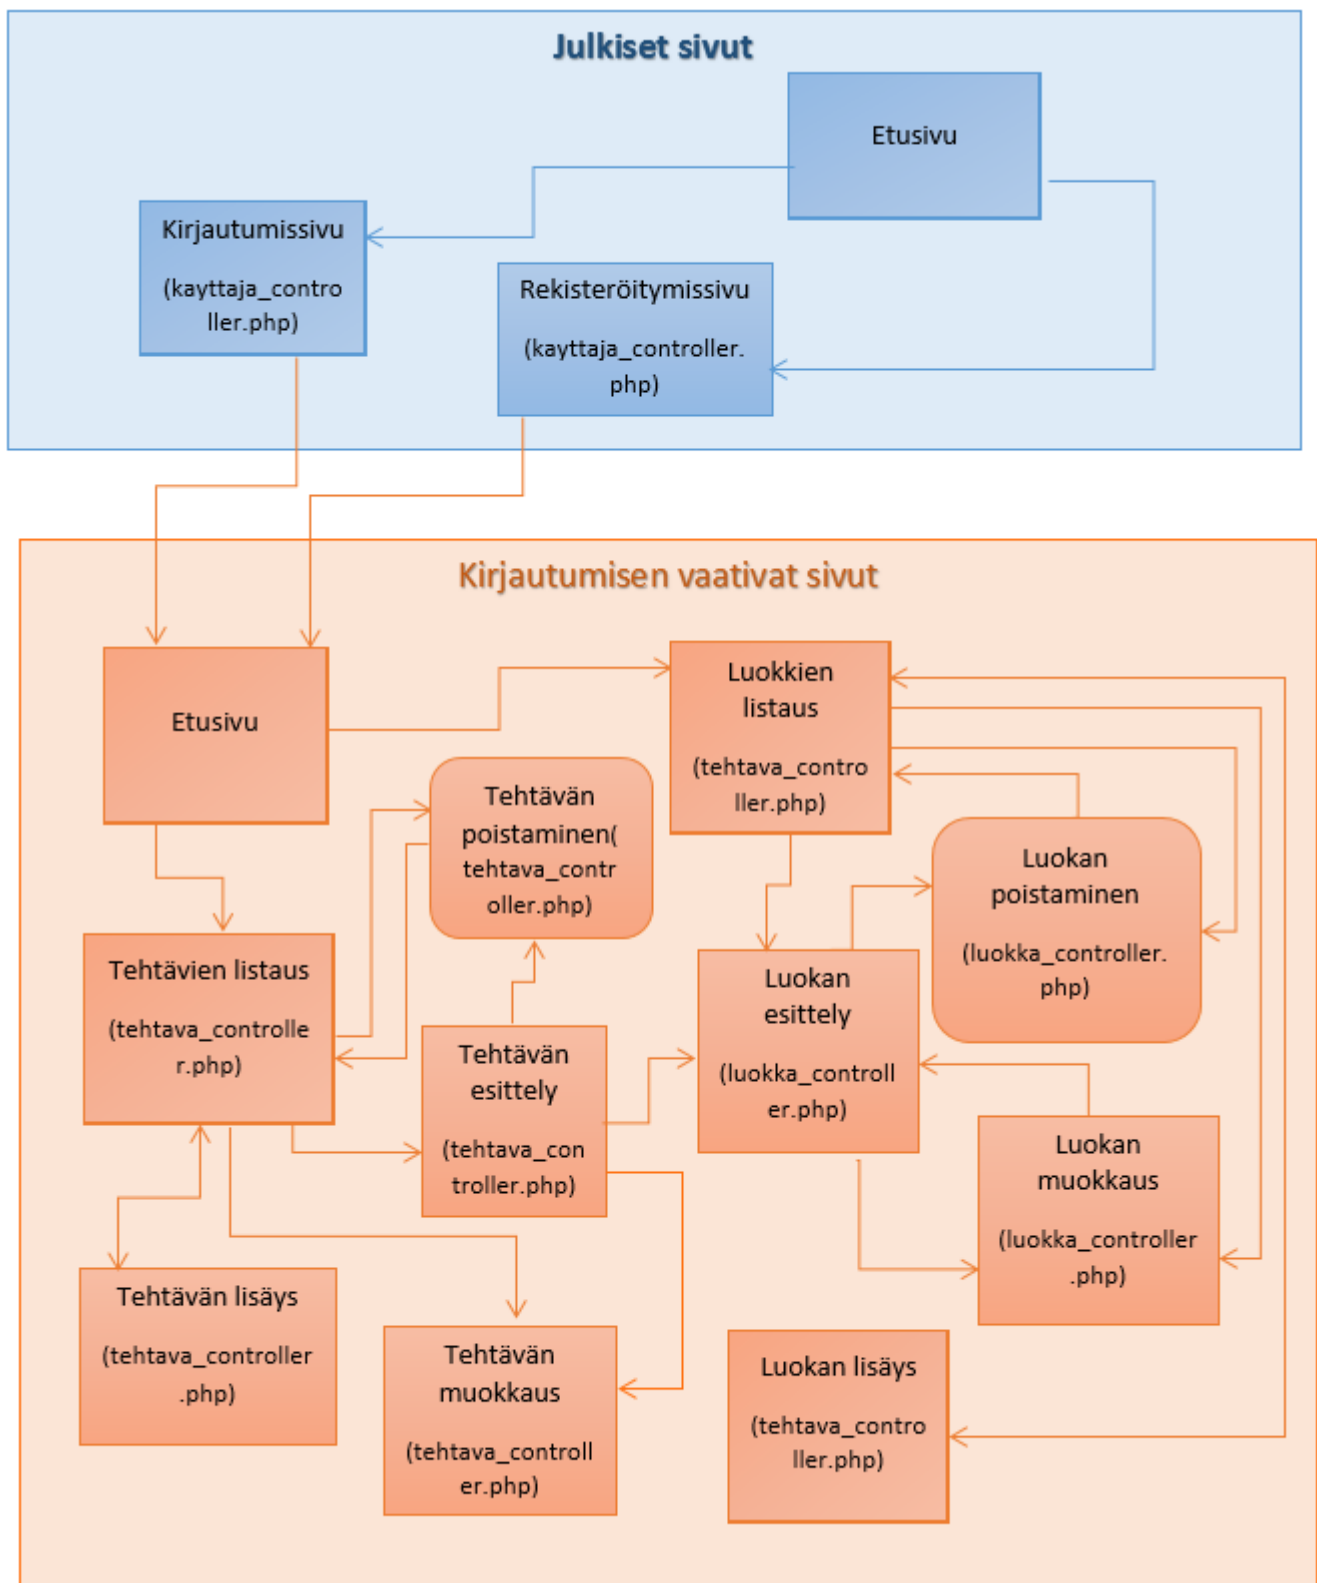 Julkiset sivut
Etusivu
Kirjautumissivu
(kayttaja_contro
ller.php)
Rekisteröitymissivu
(kayttaja_controller.
php)
Kirjautumisen vaativat sivut
Etusivu
Luokkien
listaus
(tehtava_contro
ller.php)
Tehtävän
poistaminen(
tehtava_contr
oller.php)
Luokan
poistaminen
(luokka_controller.
php)
Tehtävien listaus
(tehtava_controlle
r.php)
Luokan
esittely
(luokka_controll
er.php)
Tehtävän
esittely
(tehtava_con
troller.php)
Luokan
muokkaus
(luokka_controller
.php)
Tehtävän lisäys
(tehtava_controller
.php)
Tehtävän
muokkaus
(tehtava_controll
er.php)
Luokan lisäys
(tehtava_contro
ller.php)